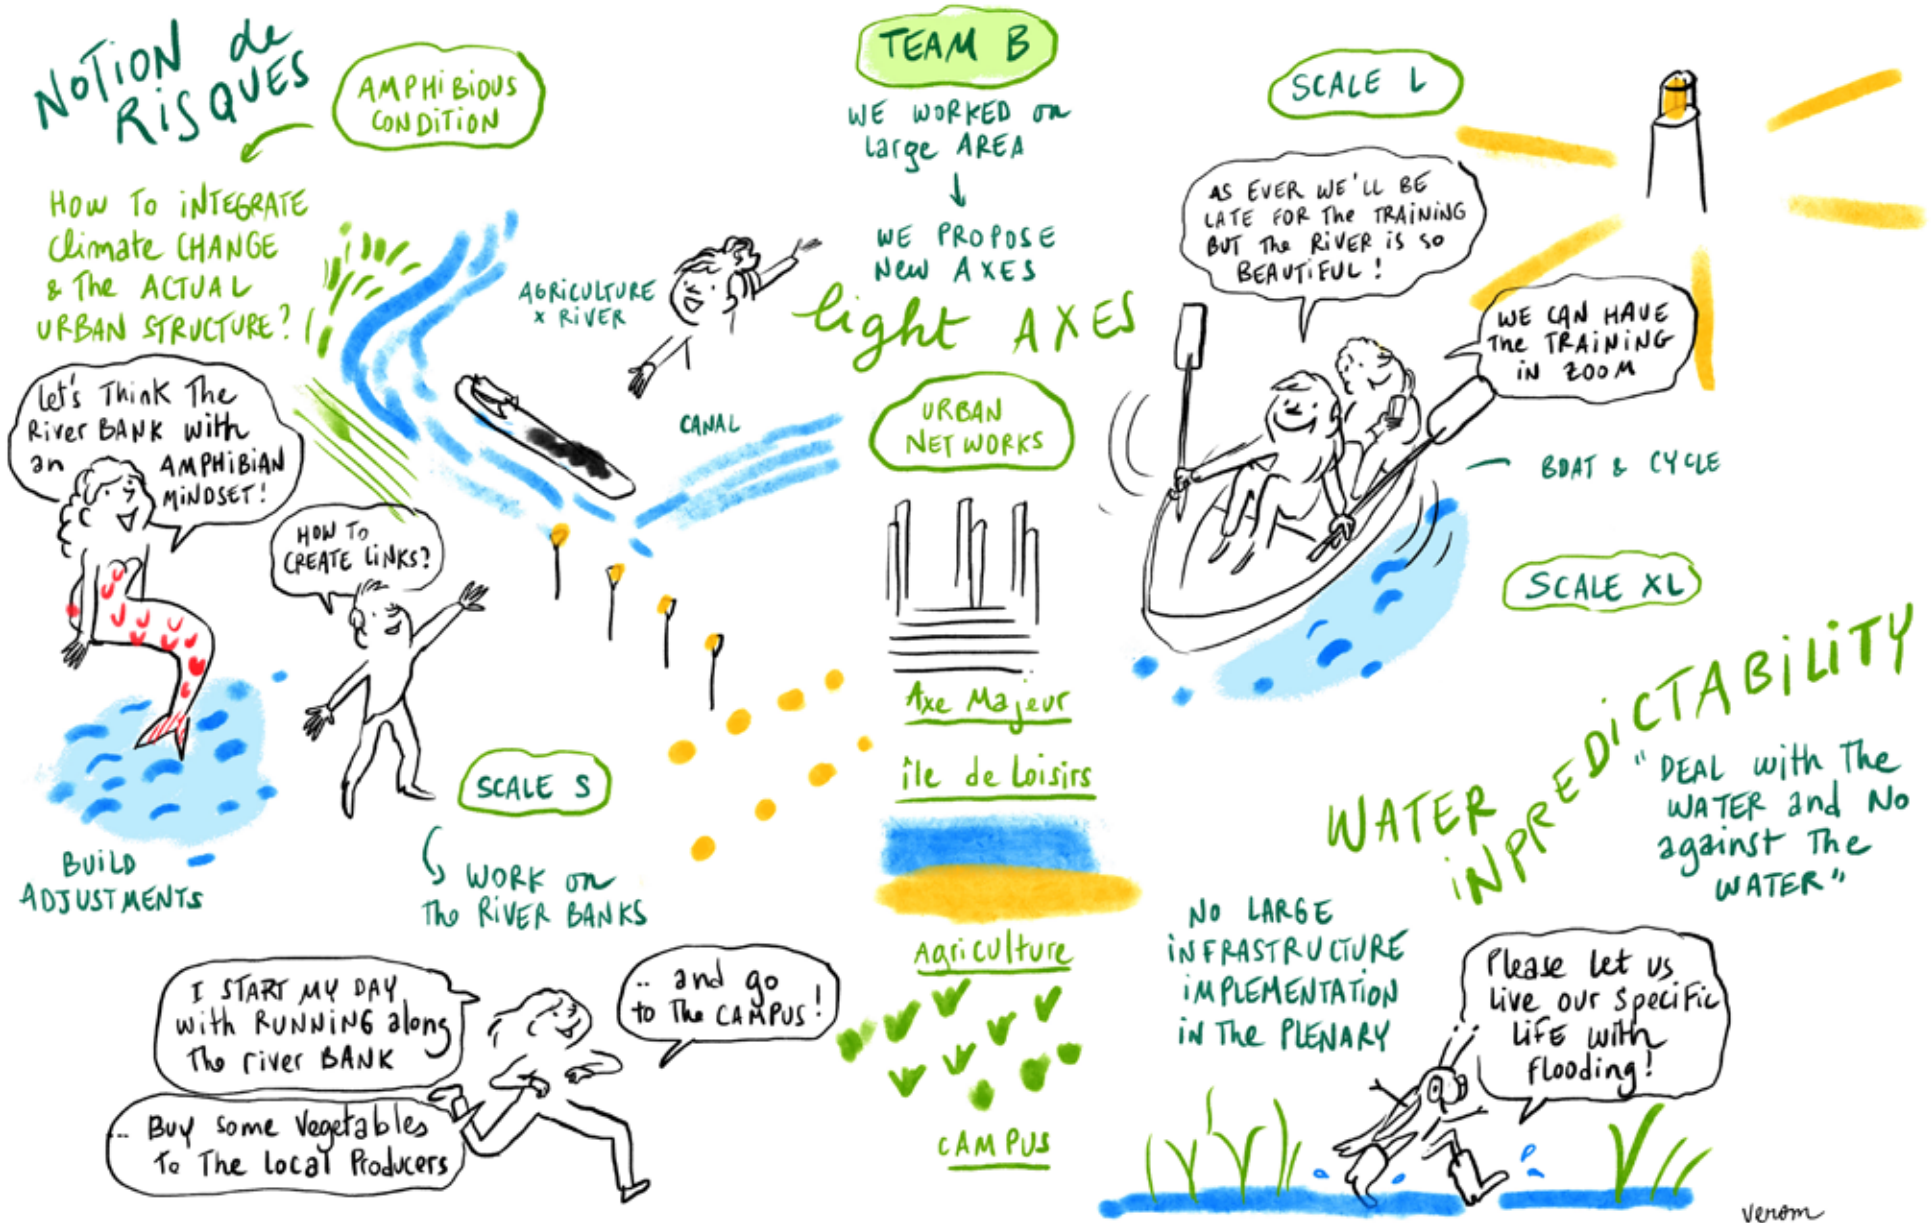 NOTION de
RISQUES
AMPHIBIOUS
CONDITION
HOW TO INTEGRATE
Climate CHANGE
& The ACTUAL
URBAN STRUCTURE?
Let's Think The
River BANK with
an AMPHIBIAN
MINDSET!
HOW TO
CREATE LINKS?
BUILD
ADJUSTMENTS
AGRICULTURE
x RIVER
CANAL
SCALE S
WORK on
The RIVER BANKS
I START MY DAY
with RUNNING along
The river BANK
... BUY some Vegetables
To The Local Producers
.. and go
to The CAMPUS!
TEAM B
WE WORKED on
Large AREA
WE PROPOSE
New AXES
light AXES
URBAN
NETWORKS
Axe Majeur
île de Loisirs
Agriculture
CAMPUS
SCALE L
AS EVER WE'LL BE
LATE FOR The TRAINING
BUT The RIVER is so
BEAUTIFUL!
WE CAN HAVE
The TRAINING
iN ZOOM
BOAT & CYCLE
SCALE XL
WATER
iNPREDiCTABiLiTY
"DEAL with The
WATER and No
against The
WATER"
NO LARGE
iNFRASTRUCTURE
iMPLEMENTATiON
iN The PLENARY
Please Let us
Live our specific
LiFE with
flooding!
verom